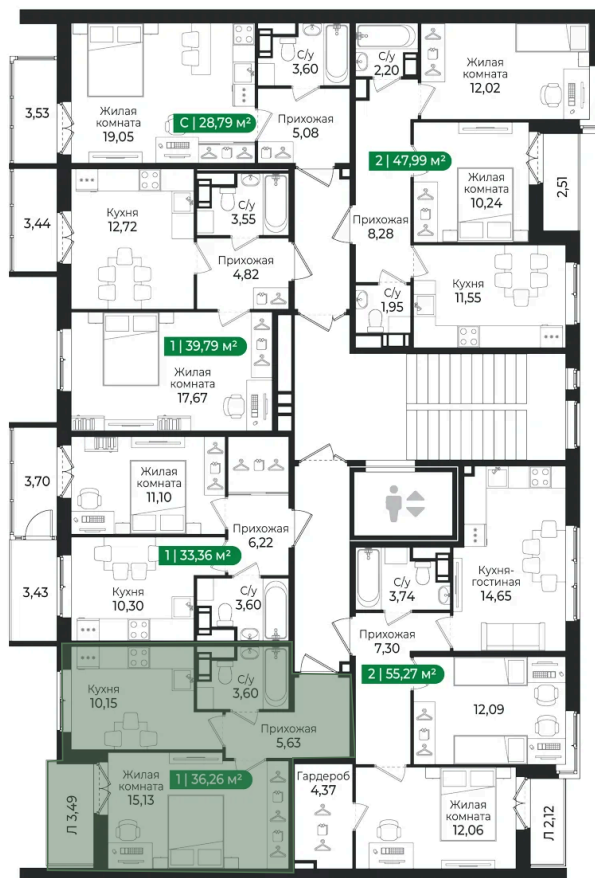 3,53
Жилая
комната
19,05
С | 28,79 м²
С/у
3,60
Прихожая
5,08
С/у
2,20
Жилая
комната
12,02
2 | 47,99 м²
Жилая
комната
10,24
2,51
3,44
Кухня
12,72
С/у
3,55
Прихожая
4,82
Прихожая
8,28
С/у
1,95
Кухня
11,55
1 | 39,79 м²
Жилая
комната
17,67
3,70
Жилая
комната
11,10
Прихожая
6,22
1 | 33,36 м²
3,43
Кухня
10,30
С/у
3,60
С/у
3,74
Кухня-
гостиная
14,65
Прихожая
7,30
2 | 55,27 м²
Кухня
10,15
С/у
3,60
Прихожая
5,63
12,09
Л 3,49
Жилая
комната
15,13
1 | 36,26 м²
Гардероб
4,37
Жилая
комната
12,06
Л 2,12